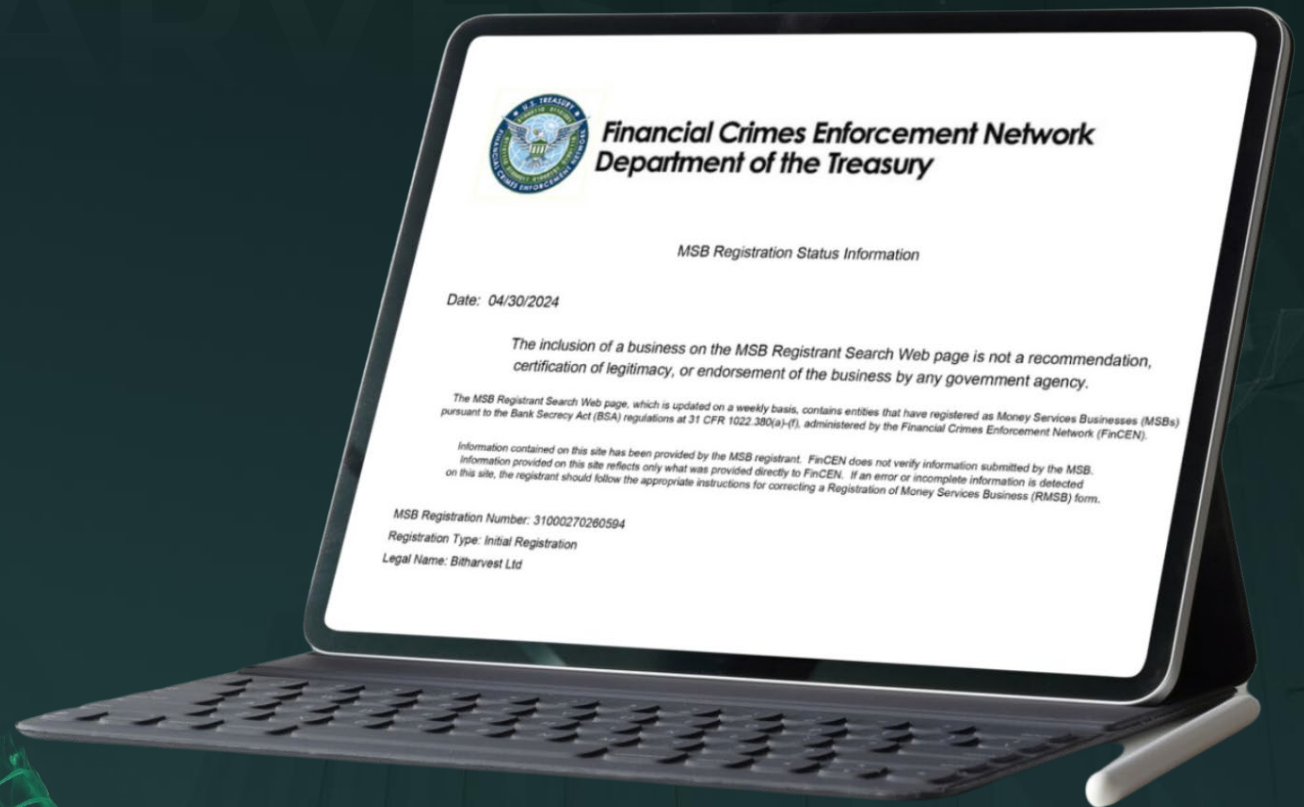 Financial Crimes Enforcement Network
Department of the Treasury
MSB Registration Status Information
Date: 04/30/2024
The inclusion of a business on the MSB Registrant Search Web page is not a recommendation,
certification of legitimacy, or endorsement of the business by any government agency.
The MSB Registrant Search Web page, which is updated on a weekly basis, contains entities that have registered as Money Services Businesses (MSBs)
pursuant to the Bank Secrecy Act (BSA) regulations at 31 CFR 1022.380(a)-(f), administered by the Financial Crimes Enforcement Network (FinCEN).
Information contained on this site has been provided by the MSB registrant. FinCEN does not verify information submitted by the MSB.
Information provided on this site reflects only what was provided directly to FinCEN. If an error or incomplete information is detected
on this site, the registrant should follow the appropriate instructions for correcting a Registration of Money Services Business (RMSB) form.
MSB Registration Number: 31000270260594
Registration Type: Initial Registration
Legal Name: Bitharvest Ltd